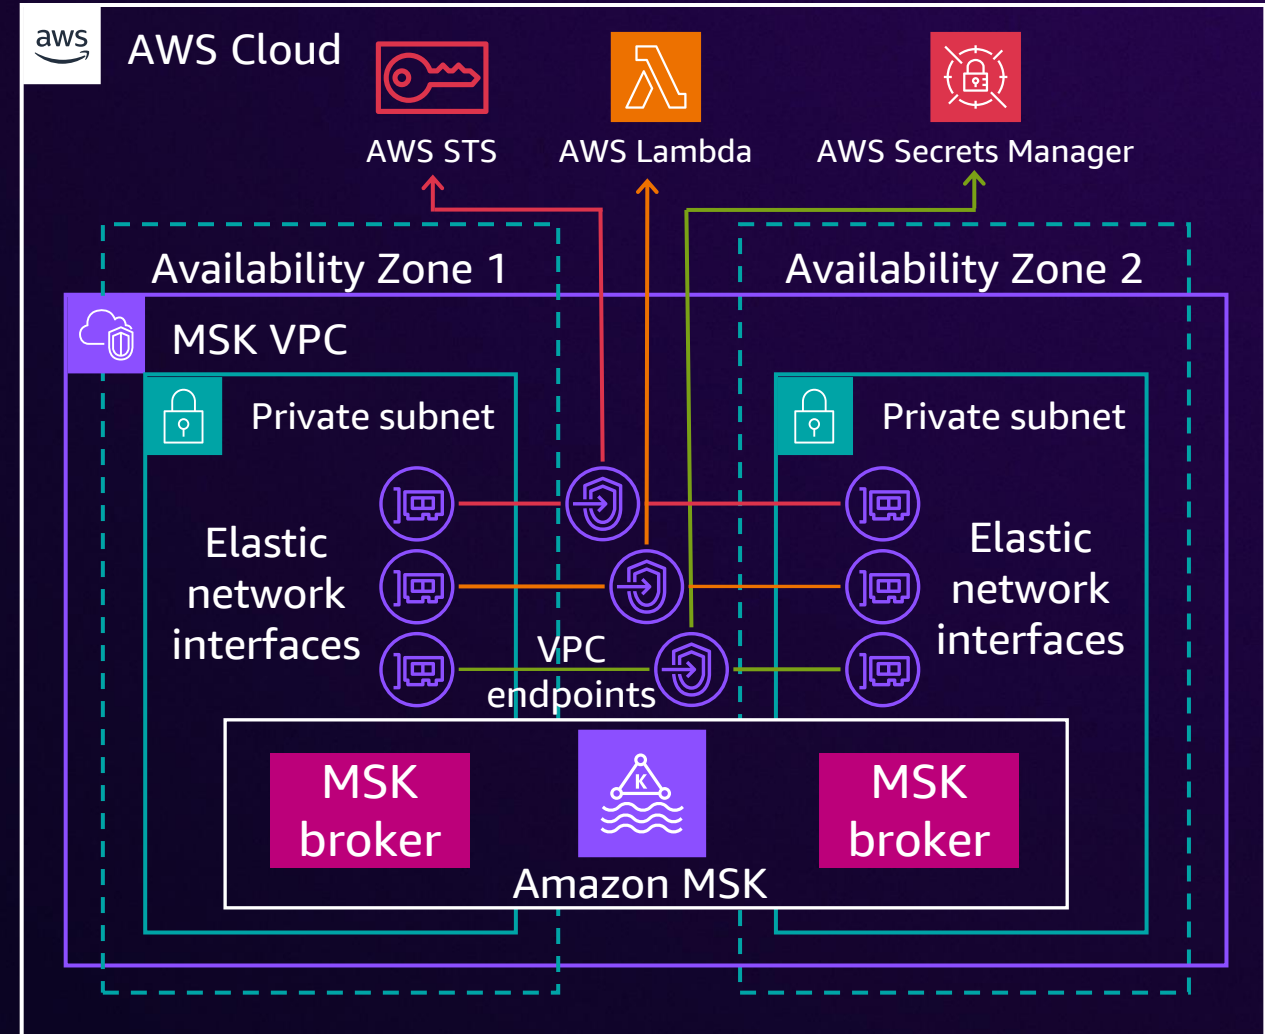 aws
AWS Cloud
AWS STS
AWS Lambda
AWS Secrets Manager
Availability Zone 1
Availability Zone 2
MSK VPC
Private subnet
Private subnet
Elastic
network
interfaces
Elastic
network
interfaces
VPC
endpoints
MSK
broker
K
MSK
broker
Amazon MSK